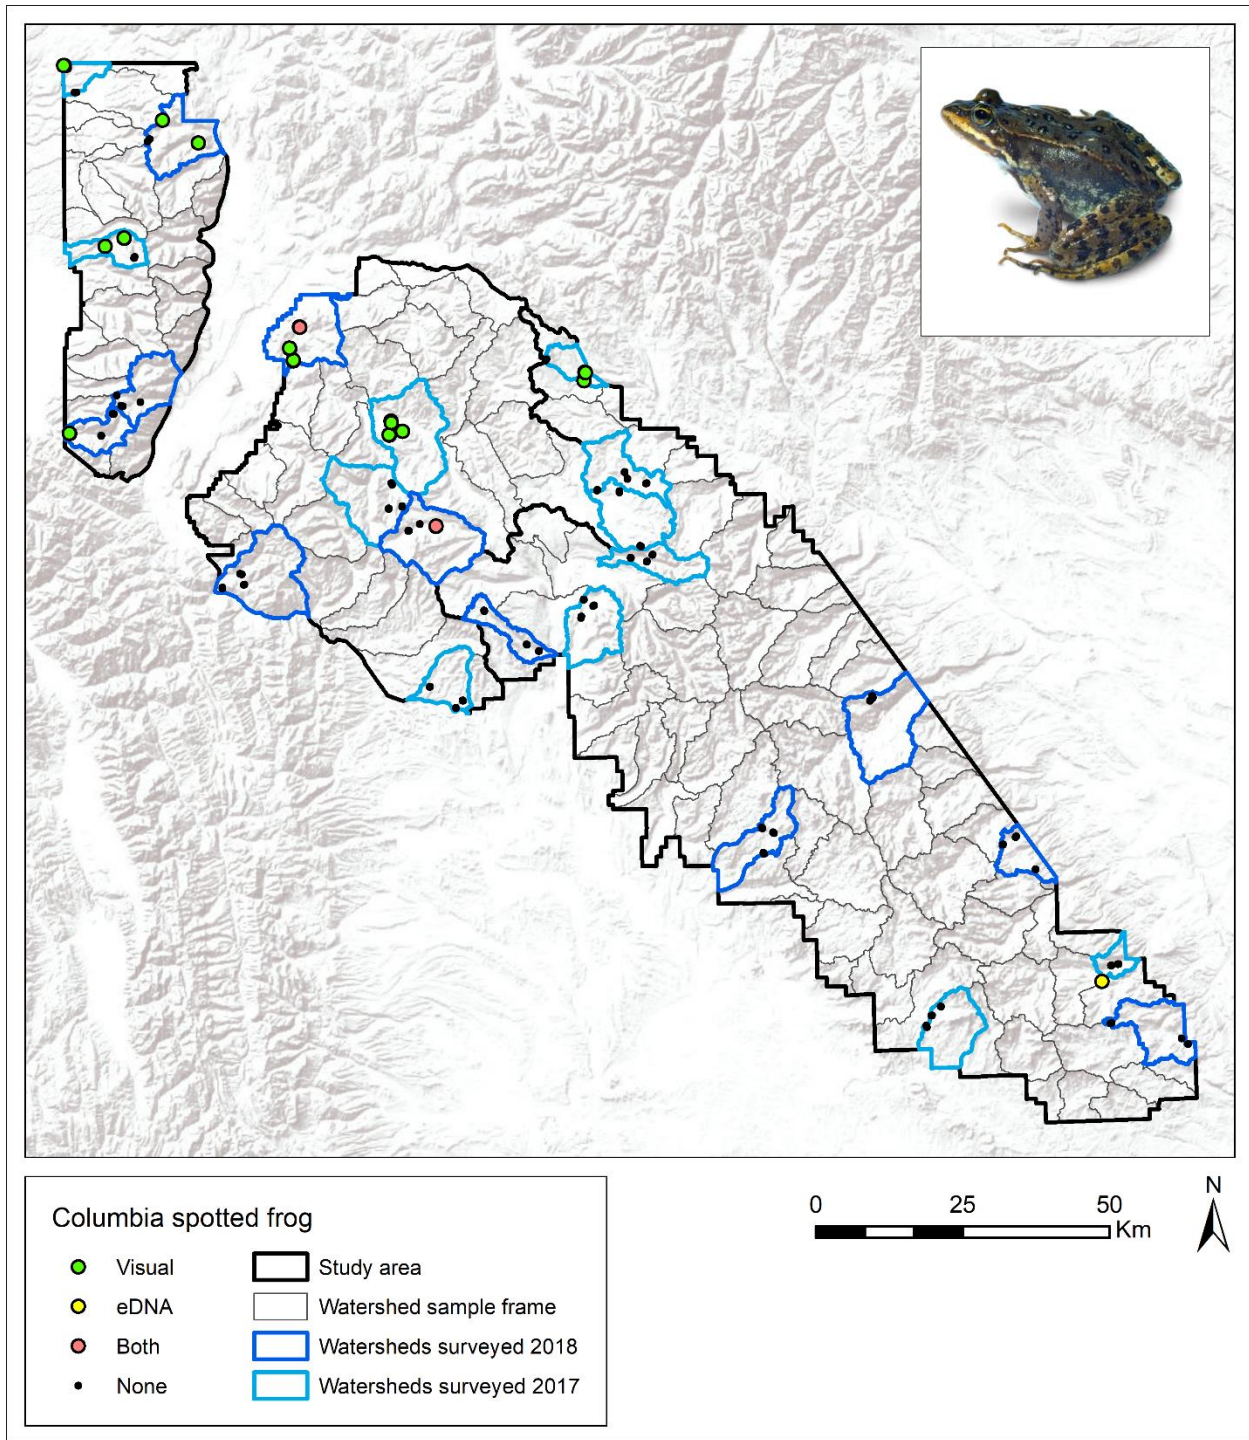 Columbia spotted frog
Visual
eDNA
Both
None
Study area
Watershed sample frame
Watersheds surveyed 2018
Watersheds surveyed 2017
0 25 50
Km
N